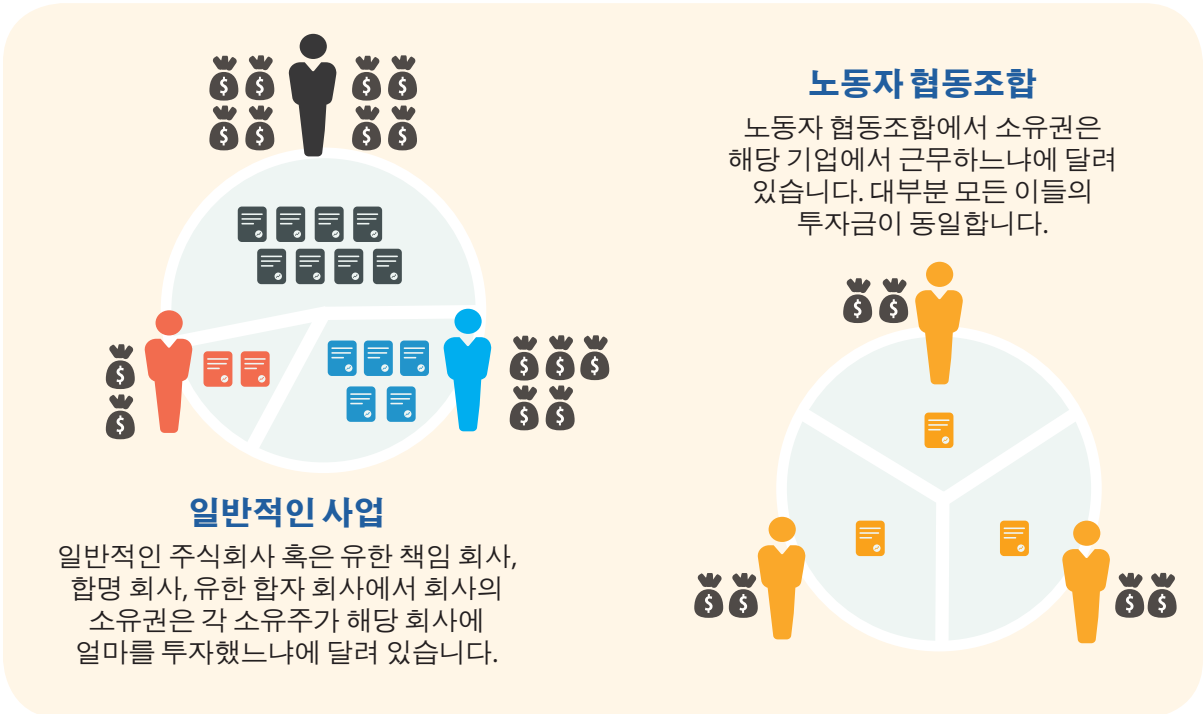 노동자 협동조합
노동자 협동조합에서 소유권은
해당 기업에서 근무하느냐에 달려
있습니다. 대부분 모든 이들의
투자금이 동일합니다.
일반적인 사업
일반적인 주식회사 혹은 유한 책임 회사,
합명 회사, 유한 합자 회사에서 회사의
소유권은 각 소유주가 해당 회사에
얼마를 투자했느냐에 달려 있습니다.